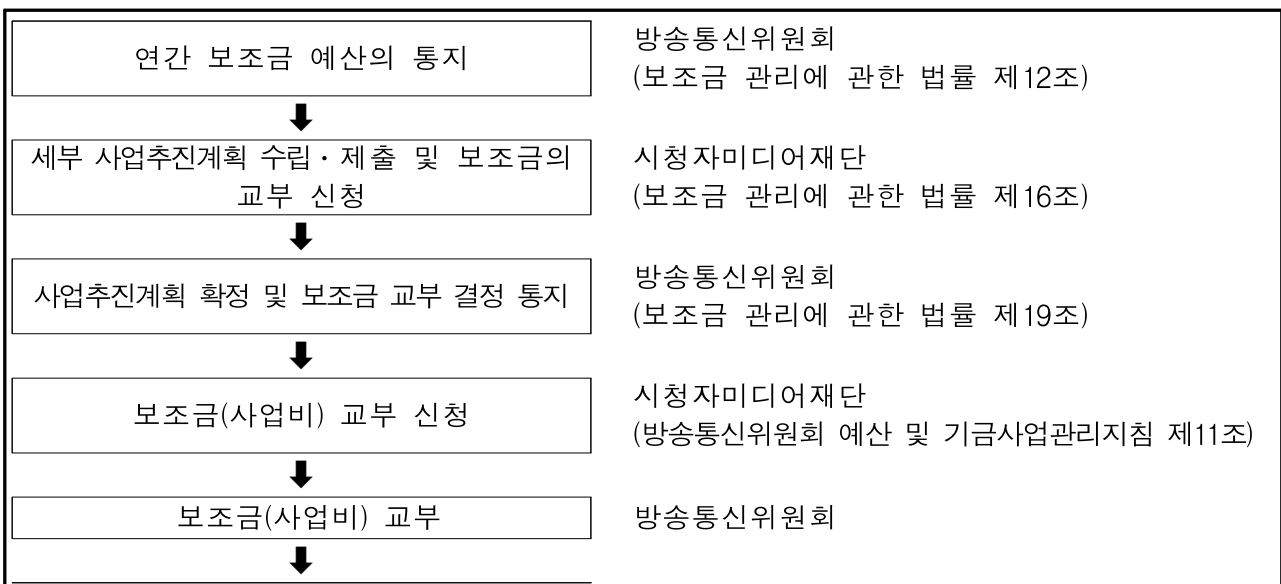 연간 보조금 예산의 통지
방송통신위원회
(보조금 관리에 관한 법률 제12조)
세부 사업추진계획 수립・제출 및 보조금의
교부 신청
시청자미디어재단
(보조금 관리에 관한 법률 제16조)
사업추진계획 확정 및 보조금 교부 결정 통지
방송통신위원회
(보조금 관리에 관한 법률 제19조)
보조금(사업비) 교부 신청
시청자미디어재단
(방송통신위원회 예산 및 기금사업관리지침 제11조)
보조금(사업비) 교부
방송통신위원회